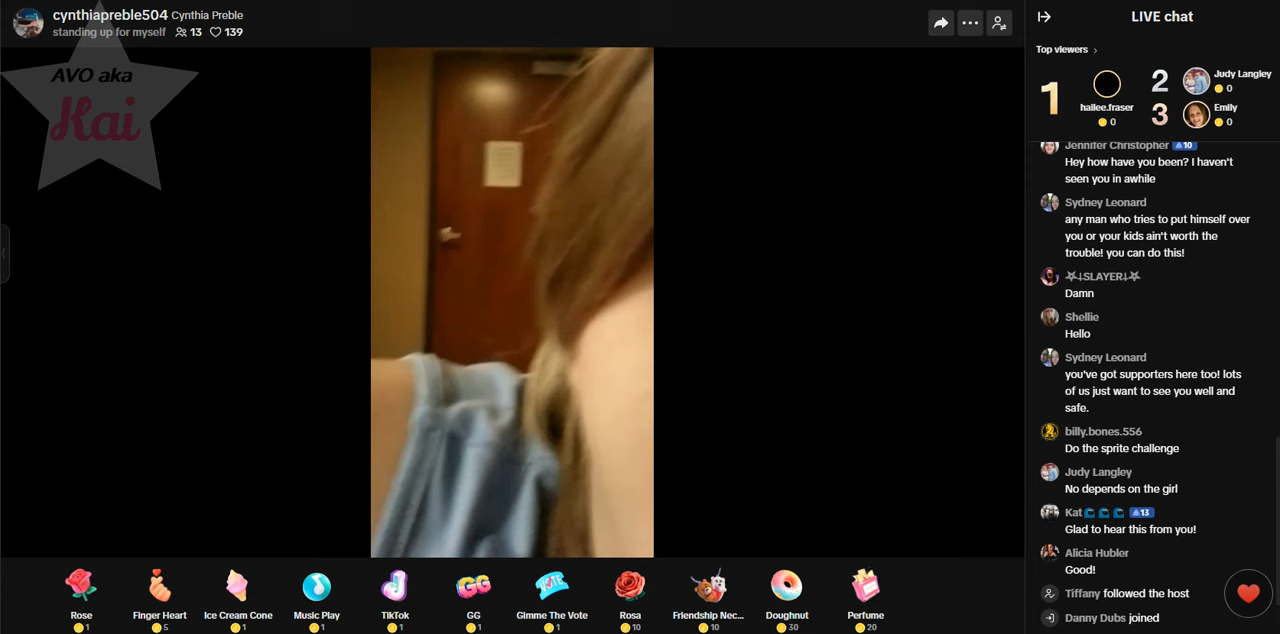 cynthiapreble504 Cynthia Preble
standing up for myself 13 139
AVO aka
Kai
LIVE chat
Top viewers
1
hailee.fraser
0
2 Judy Langley
0
3 Emily
0
Jennifer Christopher 10
Hey how have you been? I haven't
seen you in awhile
Sydney Leonard
any man who tries to put himself over
you or your kids ain't worth the
trouble! you can do this!
⛧⸸SLAYER⸸⛧
Damn
Shellie
Hello
Sydney Leonard
you've got supporters here too! lots
of us just want to see you well and
safe.
billy.bones.556
Do the sprite challenge
Judy Langley
No depends on the girl
Kat🌊🌊🌊 13
Glad to hear this from you!
Alicia Hubler
Good!
Tiffany followed the host
Danny Dubs joined
Rose
1
Finger Heart
5
Ice Cream Cone
1
Music Play
1
TikTok
1
GG
GG
1
VOTE
Gimme The Vote
1
Rosa
10
Friendship Nec...
10
Doughnut
30
Perfume
20